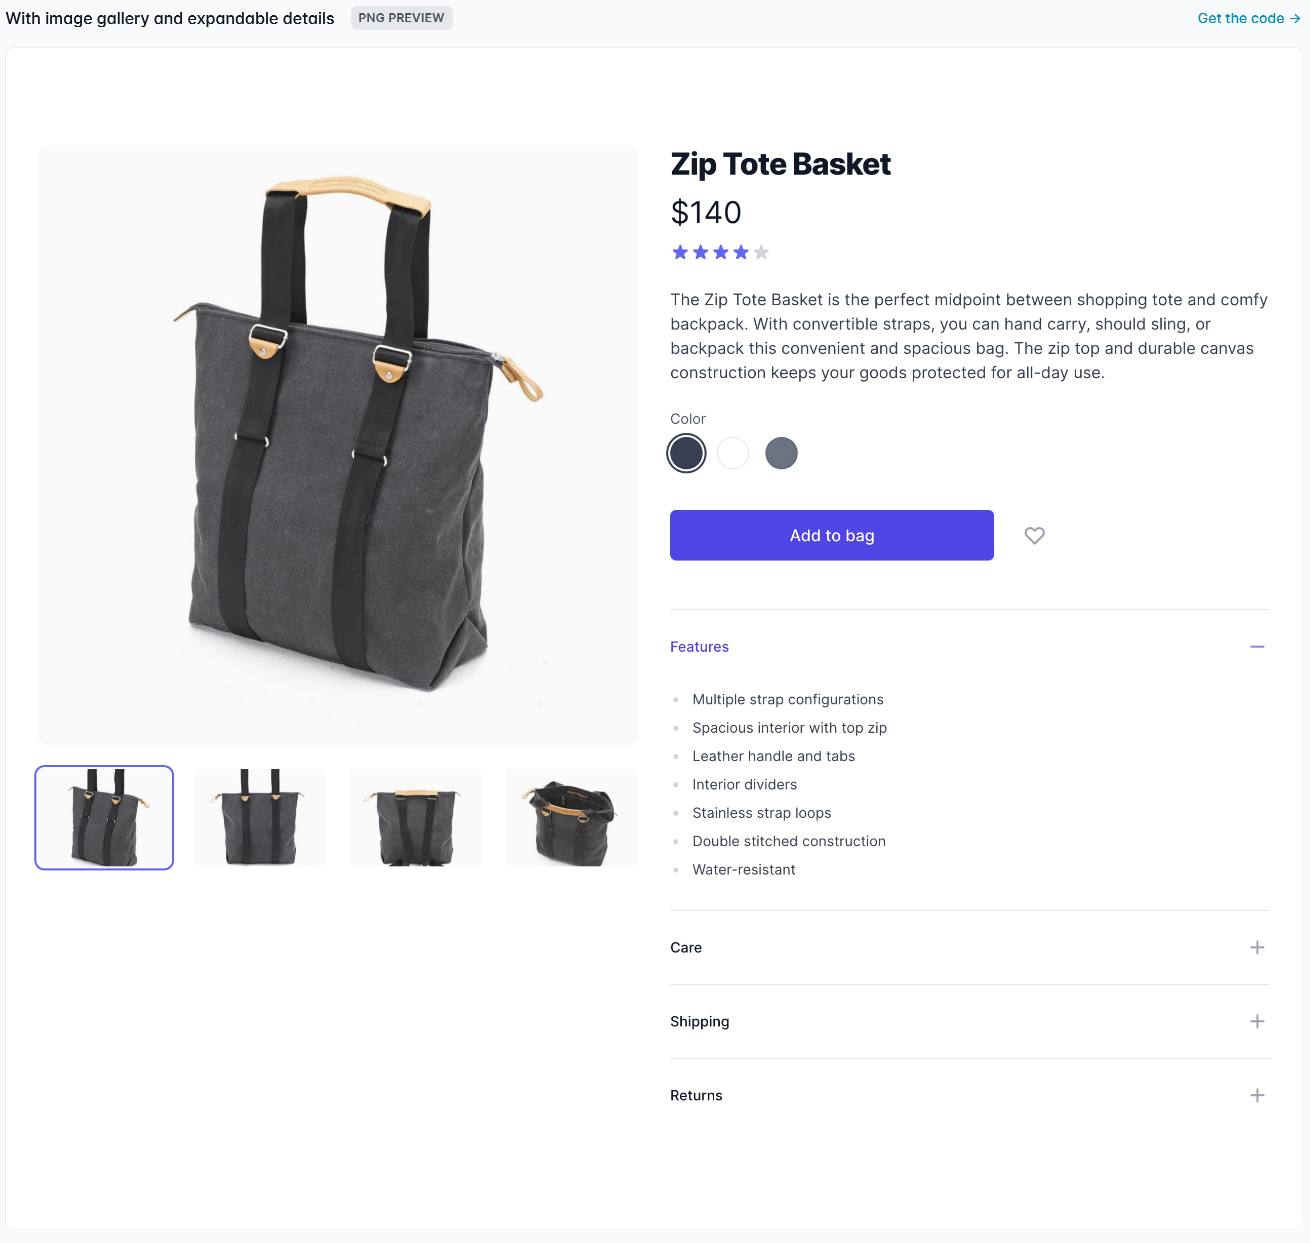 With image gallery and expandable details PNG PREVIEW Get the code →
Zip Tote Basket
$140
The Zip Tote Basket is the perfect midpoint between shopping tote and comfy
backpack. With convertible straps, you can hand carry, should sling, or
backpack this convenient and spacious bag. The zip top and durable canvas
construction keeps your goods protected for all-day use.
Color
Add to bag
Features
Multiple strap configurations
Spacious interior with top zip
Leather handle and tabs
Interior dividers
Stainless strap loops
Double stitched construction
Water-resistant
Care
Shipping
Returns